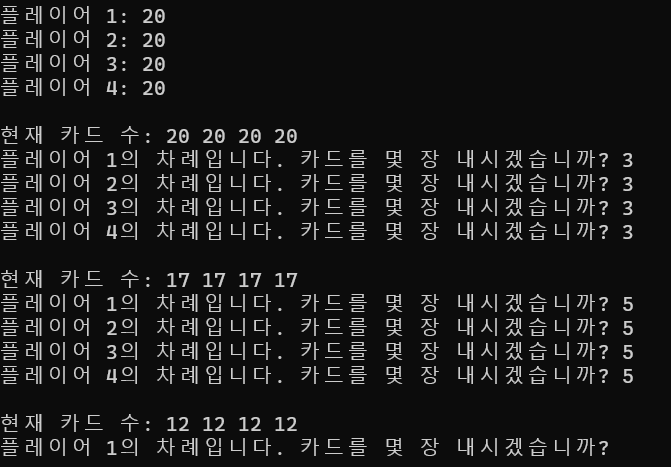 플레이어 1: 20
플레이어 2: 20
플레이어 3: 20
플레이어 4: 20
현재 카드 수: 20 20 20 20
플레이어 1의 차례입니다. 카드를 몇 장 내시겠습니까? 3
플레이어 2의 차례입니다. 카드를 몇 장 내시겠습니까? 3
플레이어 3의 차례입니다. 카드를 몇 장 내시겠습니까? 3
플레이어 4의 차례입니다. 카드를 몇 장 내시겠습니까? 3
현재 카드 수: 17 17 17 17
플레이어 1의 차례입니다. 카드를 몇 장 내시겠습니까? 5
플레이어 2의 차례입니다. 카드를 몇 장 내시겠습니까? 5
플레이어 3의 차례입니다. 카드를 몇 장 내시겠습니까? 5
플레이어 4의 차례입니다. 카드를 몇 장 내시겠습니까? 5
현재 카드 수: 12 12 12 12
플레이어 1의 차례입니다. 카드를 몇 장 내시겠습니까?